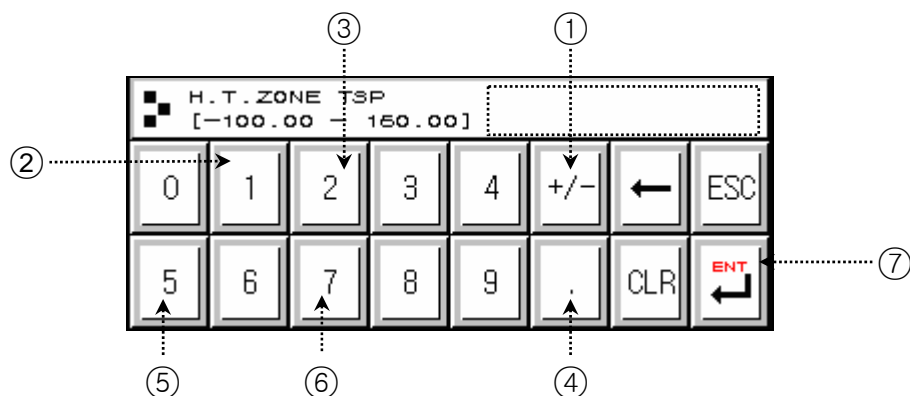 ③ ①
H.T.ZONE TSP
[-100.00 - 160.00]
②
0 1 2 3 4 +/- ← ESC
ENT
5 6 7 8 9 . CLR
⑦
⑤ ⑥ ④